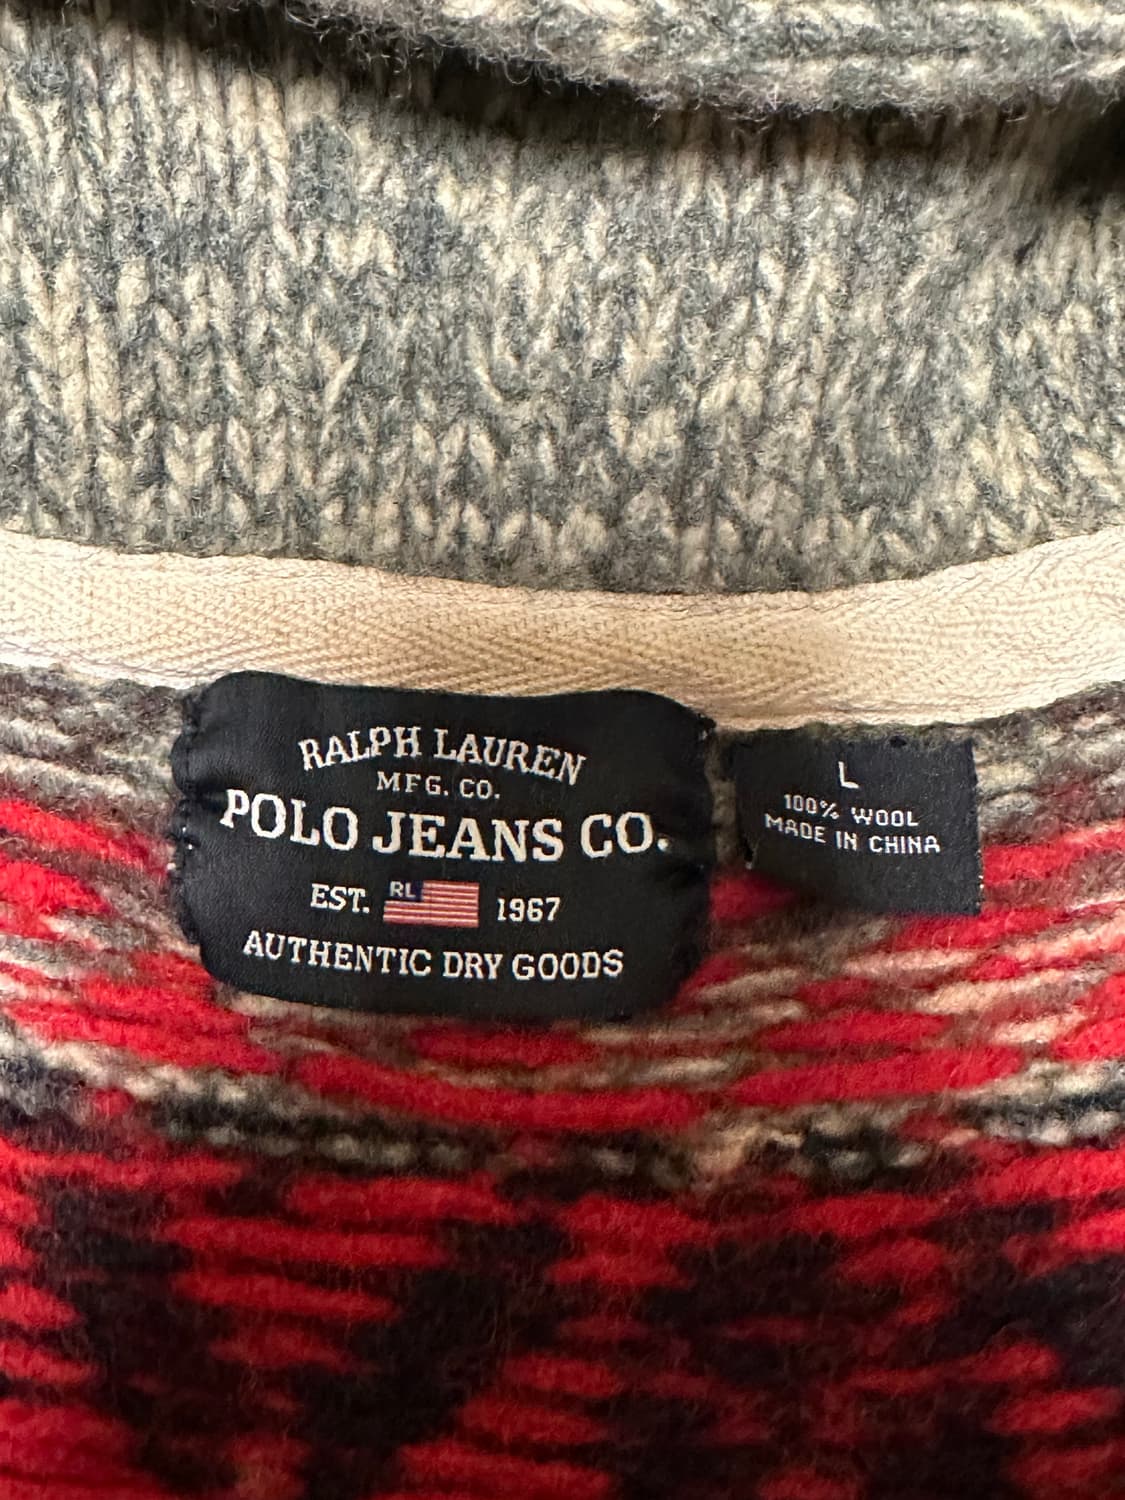 RALPH LAUREN
MFG. CO.
POLO JEANS CO.
EST. RL 1967
AUTHENTIC DRY GOODS
L
100% WOOL
MADE IN CHINA